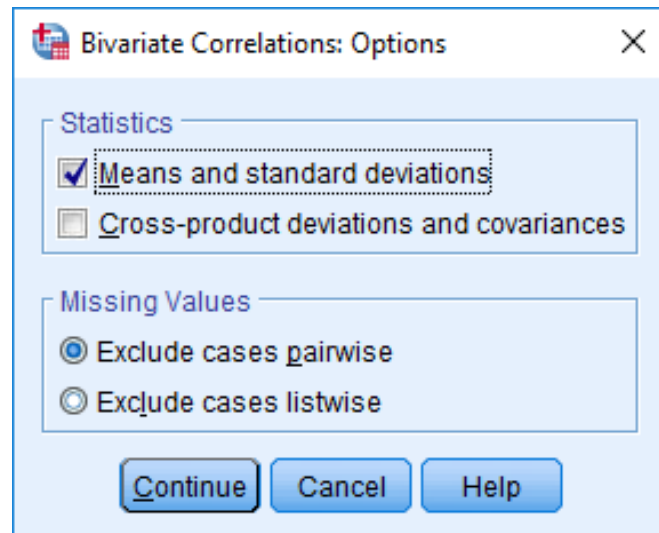 Bivariate Correlations: Options
Statistics
Means and standard deviations
Cross-product deviations and covariances
Missing Values
Exclude cases pairwise
Exclude cases listwise
Continue Cancel Help